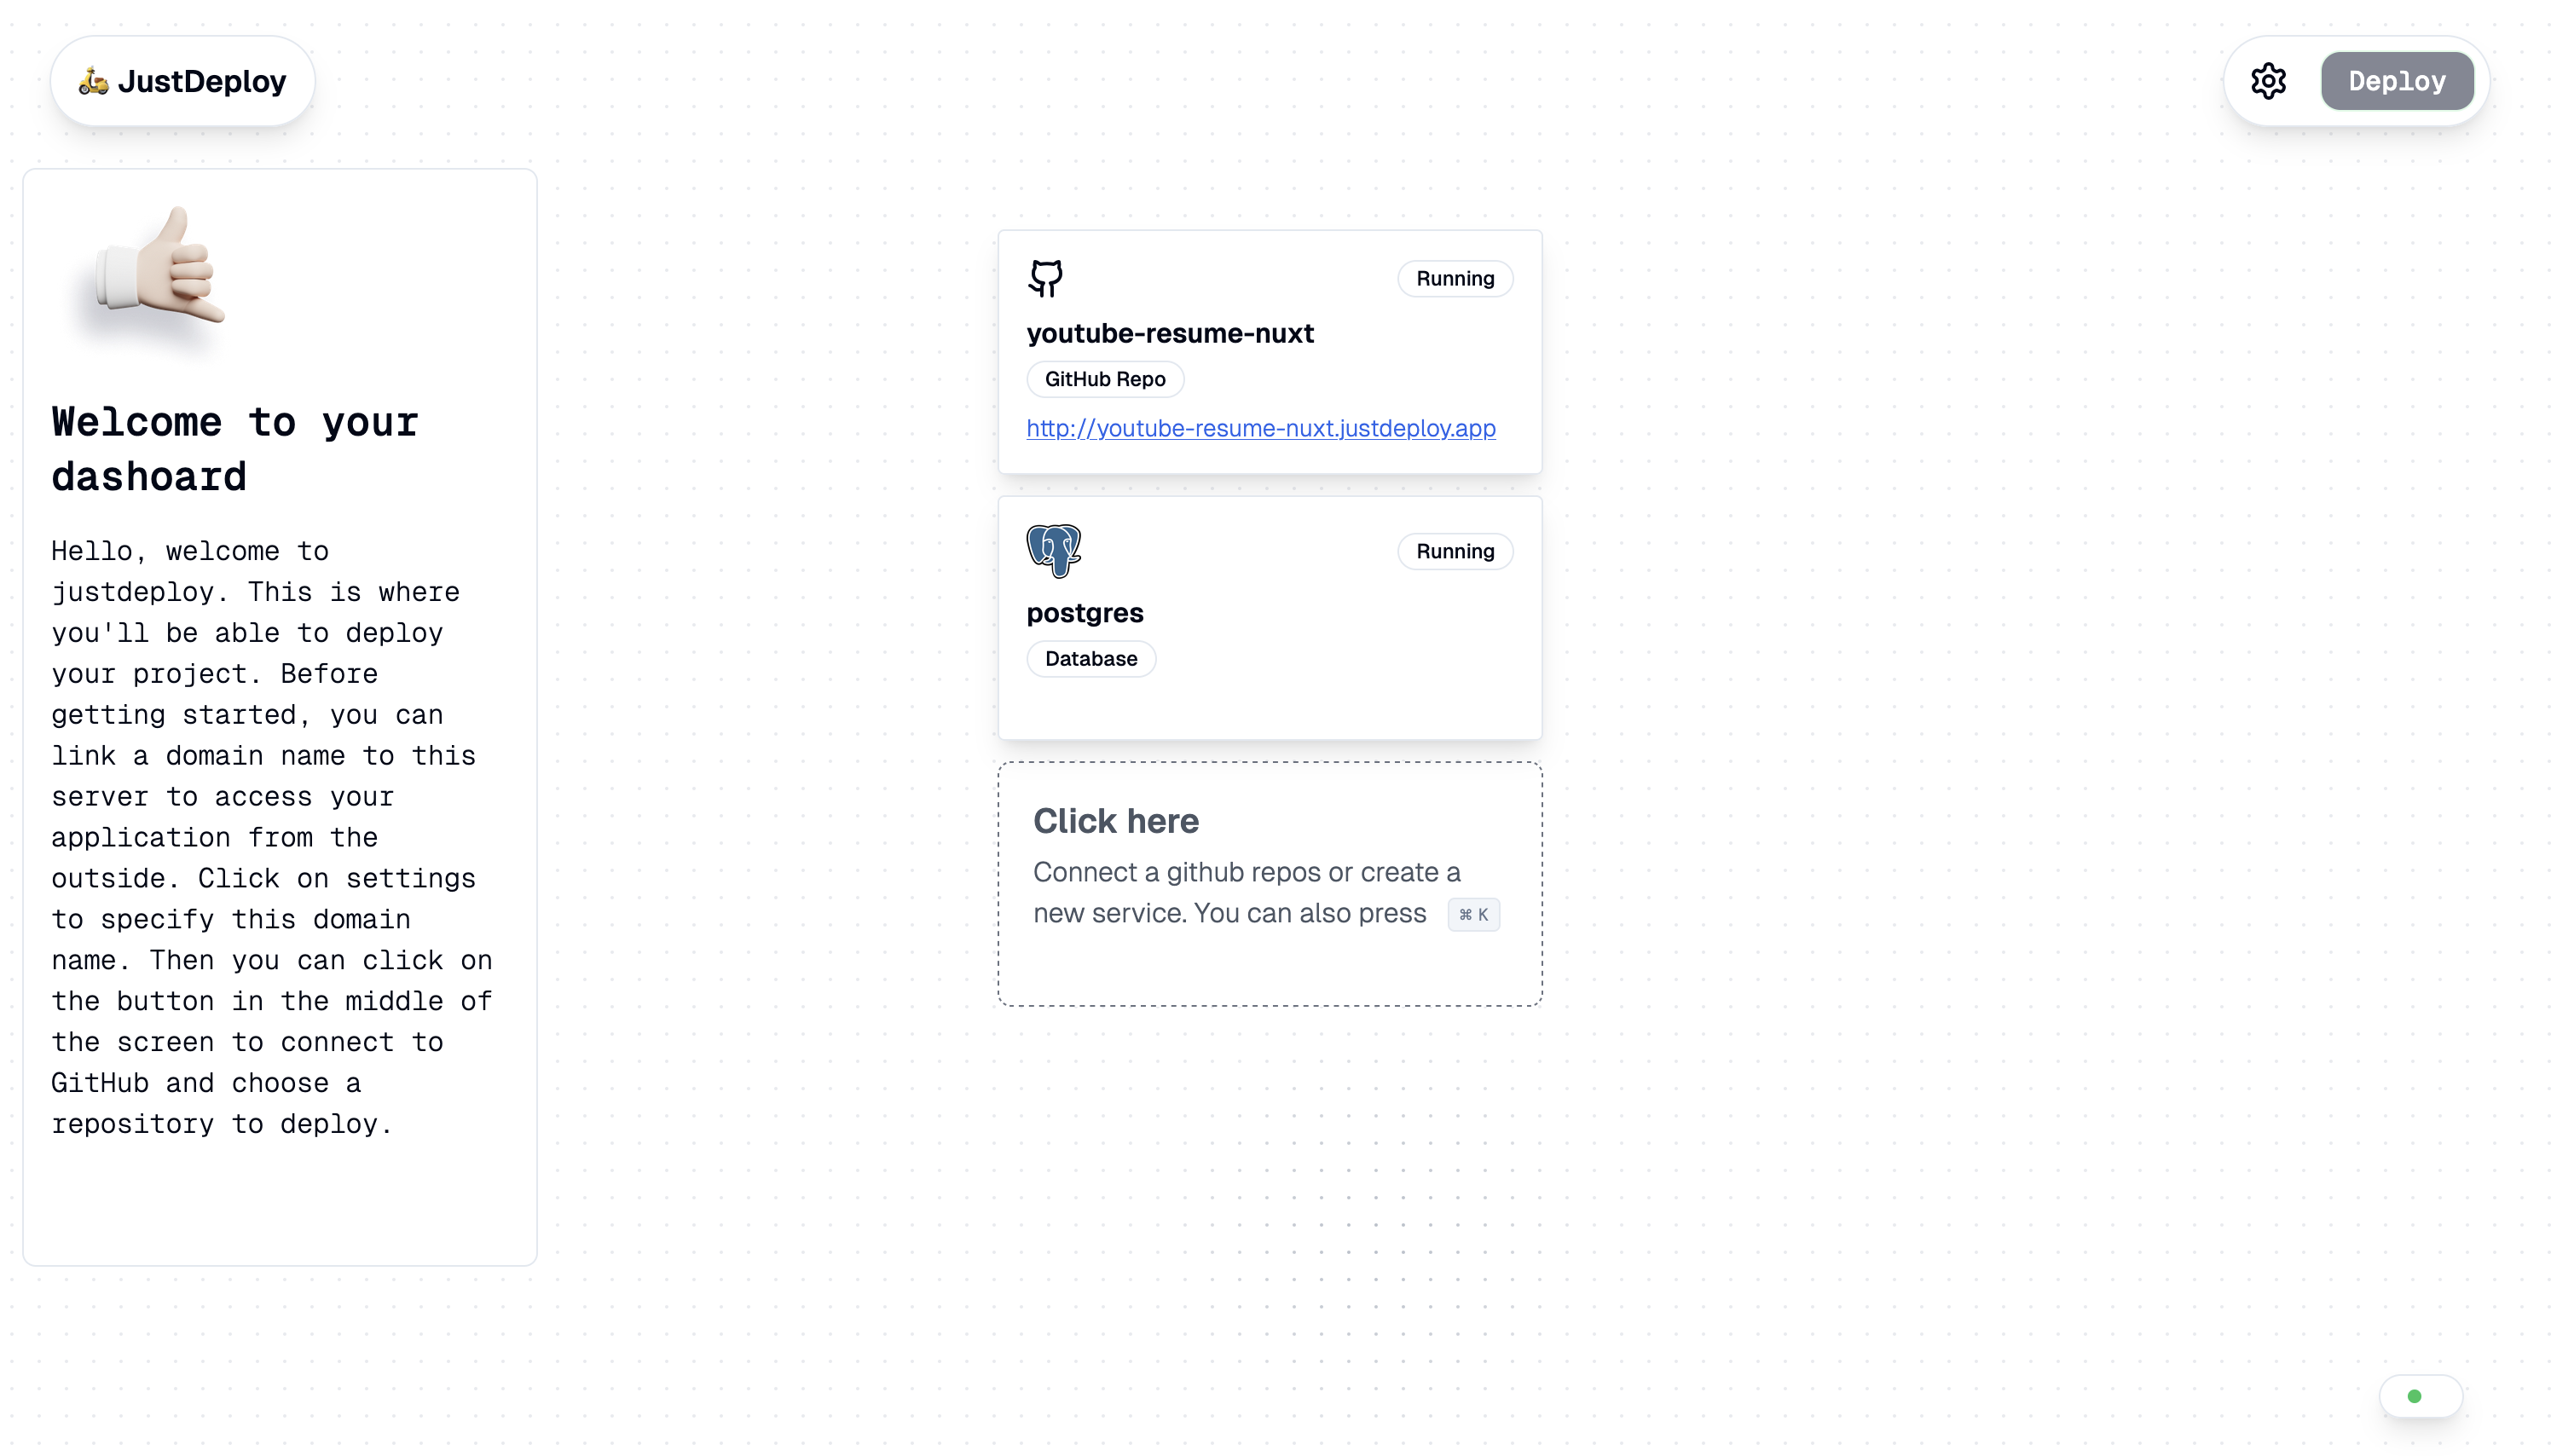 JustDeploy
Deploy
Welcome to your
dashoard
Hello, welcome to
justdeploy. This is where
you'll be able to deploy
your project. Before
getting started, you can
link a domain name to this
server to access your
application from the
outside. Click on settings
to specify this domain
name. Then you can click on
the button in the middle of
the screen to connect to
GitHub and choose a
repository to deploy.
Running
youtube-resume-nuxt
GitHub Repo
http://youtube-resume-nuxt.justdeploy.app
Running
postgres
Database
Click here
Connect a github repos or create a
new service. You can also press ⌘ K